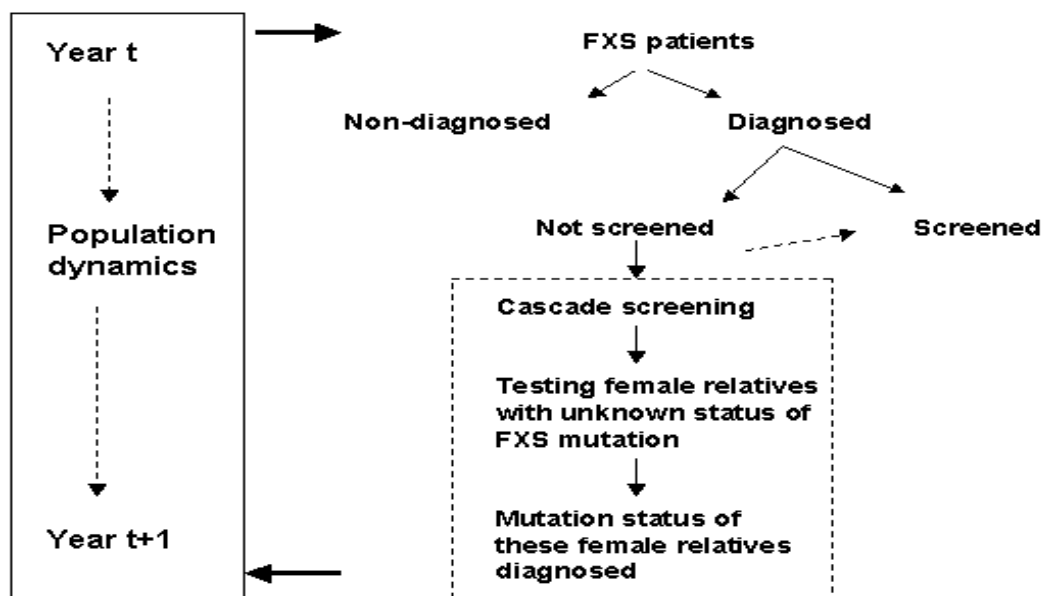 Year t
Population
dynamics
Year t+1
FXS patients
Non-diagnosed
Diagnosed
Not screened
Screened
Cascade screening
Testing female relatives
with unknown status of
FXS mutation
Mutation status of
these female relatives
diagnosed